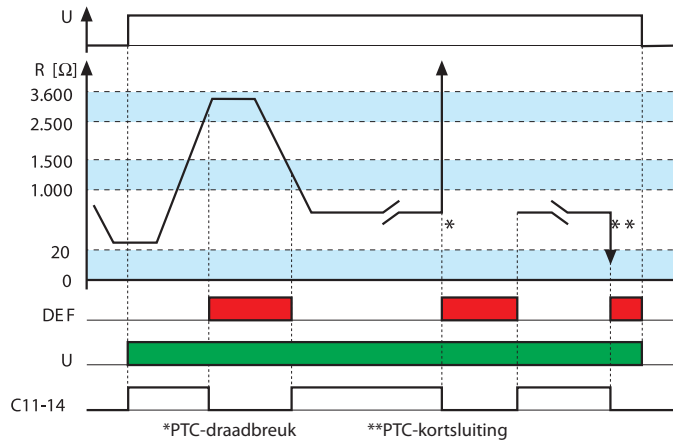 U
R [Ω]
3.600
2.500
1.500
1.000
*
**
20
0
DEF
U
C11-14
*PTC-draadbreuk **PTC-kortsluiting